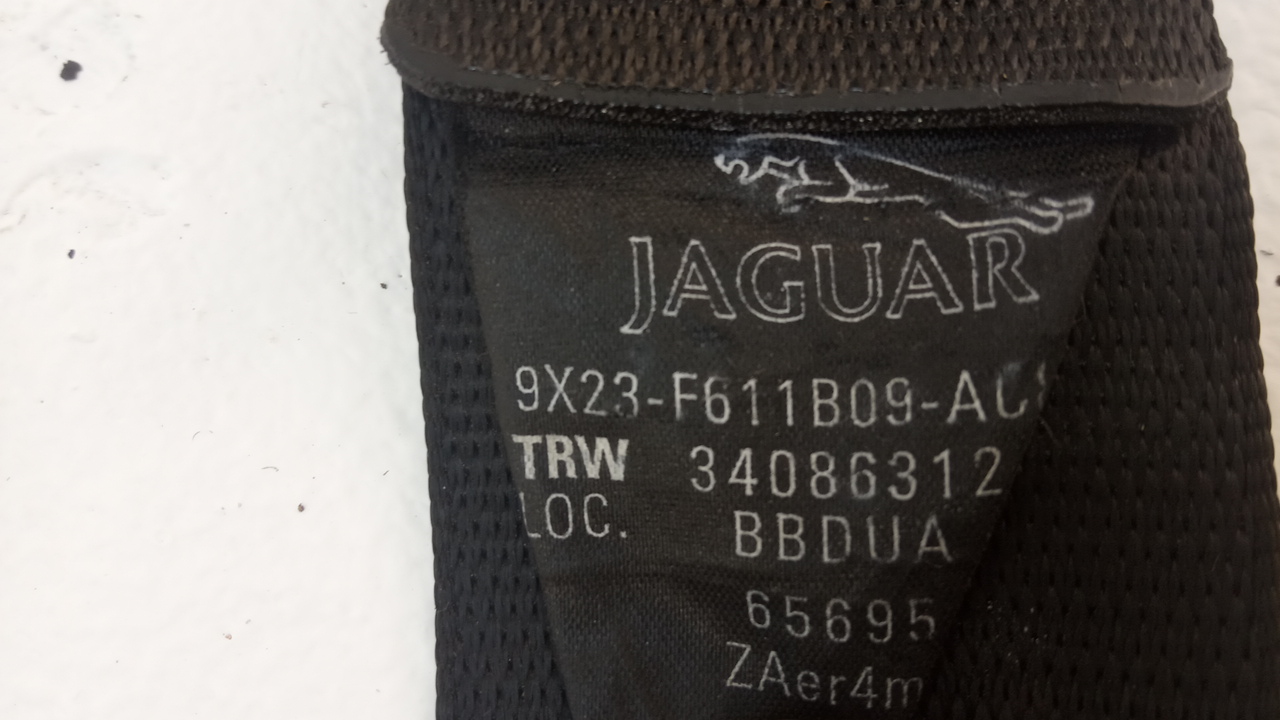 JAGUAR
9X23-F611B09-AC
TRW 34086312
LOC. BBDUA
65695
ZAer4m